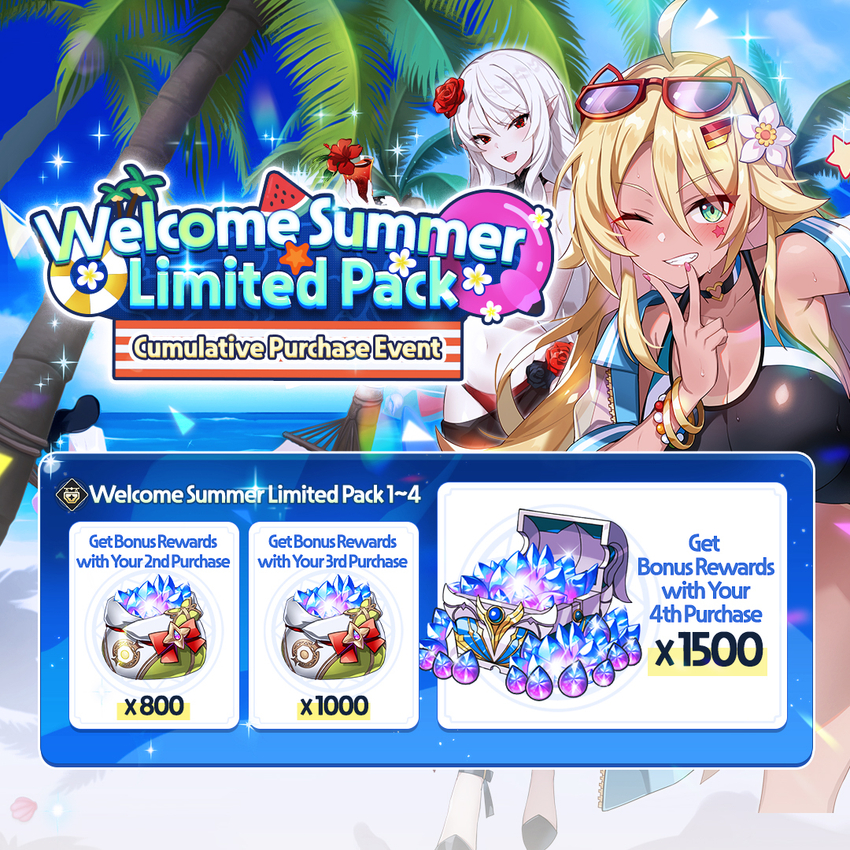 Welcome Summer
Limited Pack
Cumulative Purchase Event
Welcome Summer Limited Pack 1~4
Get Bonus Rewards
with Your 2nd Purchase
x800
Get Bonus Rewards
with Your 3rd Purchase
x1000
Get
Bonus Rewards
with Your
4th Purchase
x1500